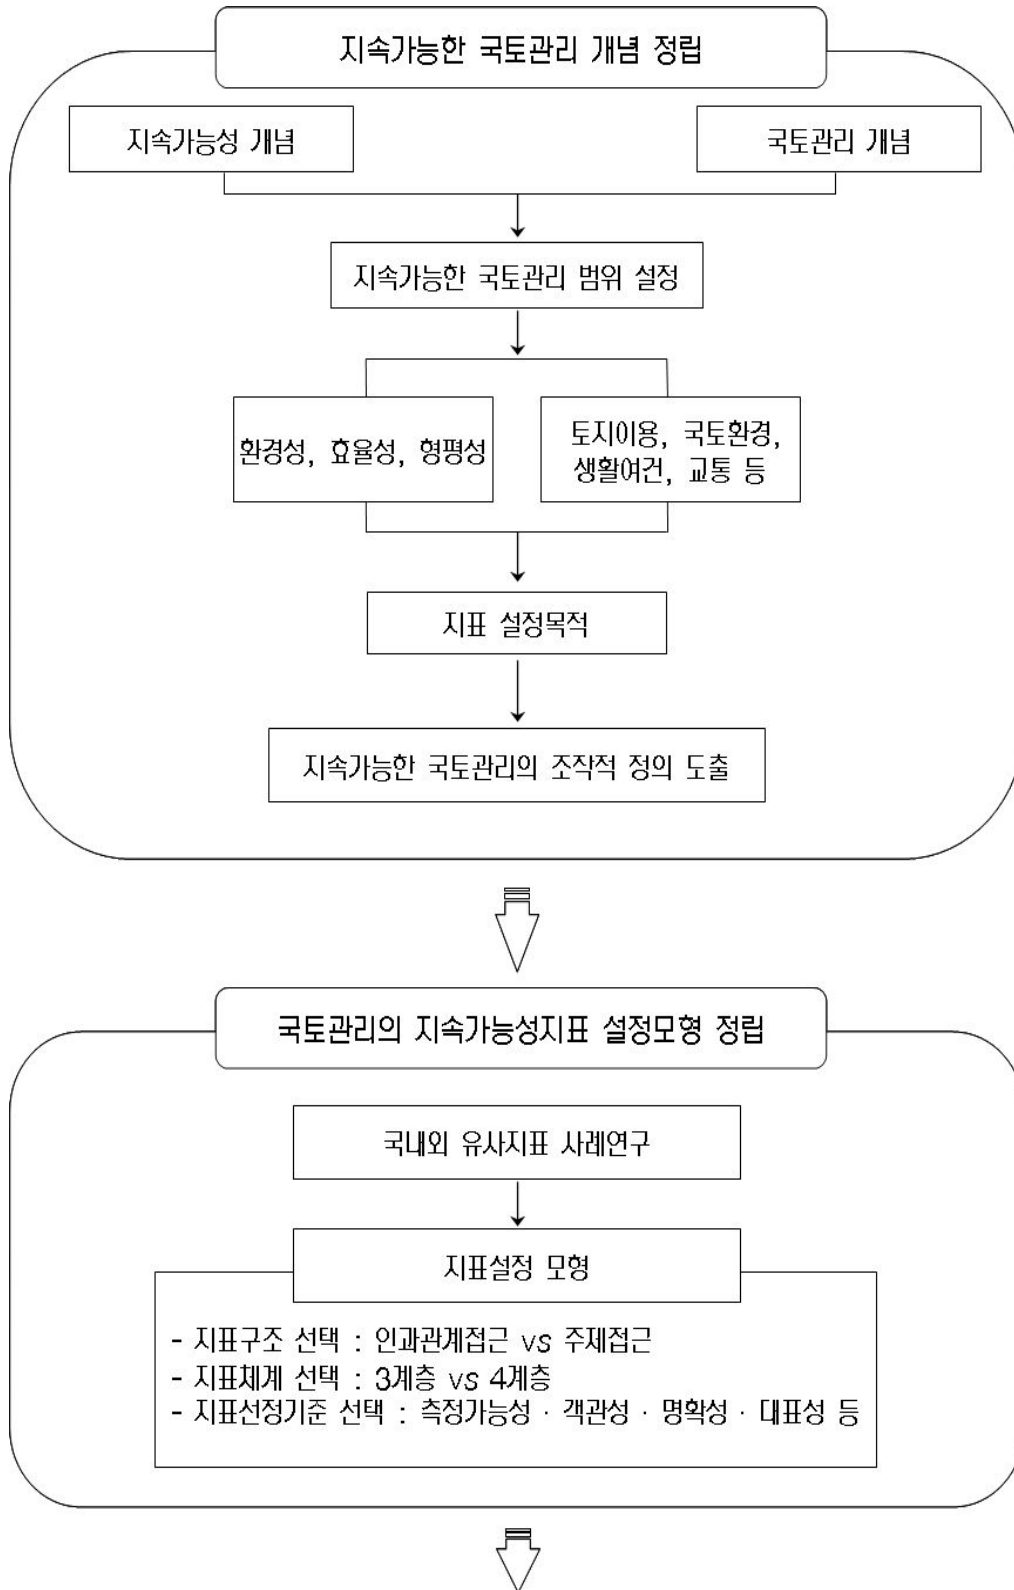 지속가능한 국토관리 개념 정립
지속가능성 개념
국토관리 개념
지속가능한 국토관리 범위 설정
환경성, 효율성, 형평성
토지이용, 국토환경,
생활여건, 교통 등
지표 설정목적
지속가능한 국토관리의 조작적 정의 도출
국토관리의 지속가능성지표 설정모형 정립
국내외 유사지표 사례연구
지표설정 모형
- 지표구조 선택 : 인과관계접근 vs 주제접근
- 지표체계 선택 : 3계층 vs 4계층
- 지표선정기준 선택 : 측정가능성 · 객관성 · 명확성 · 대표성 등